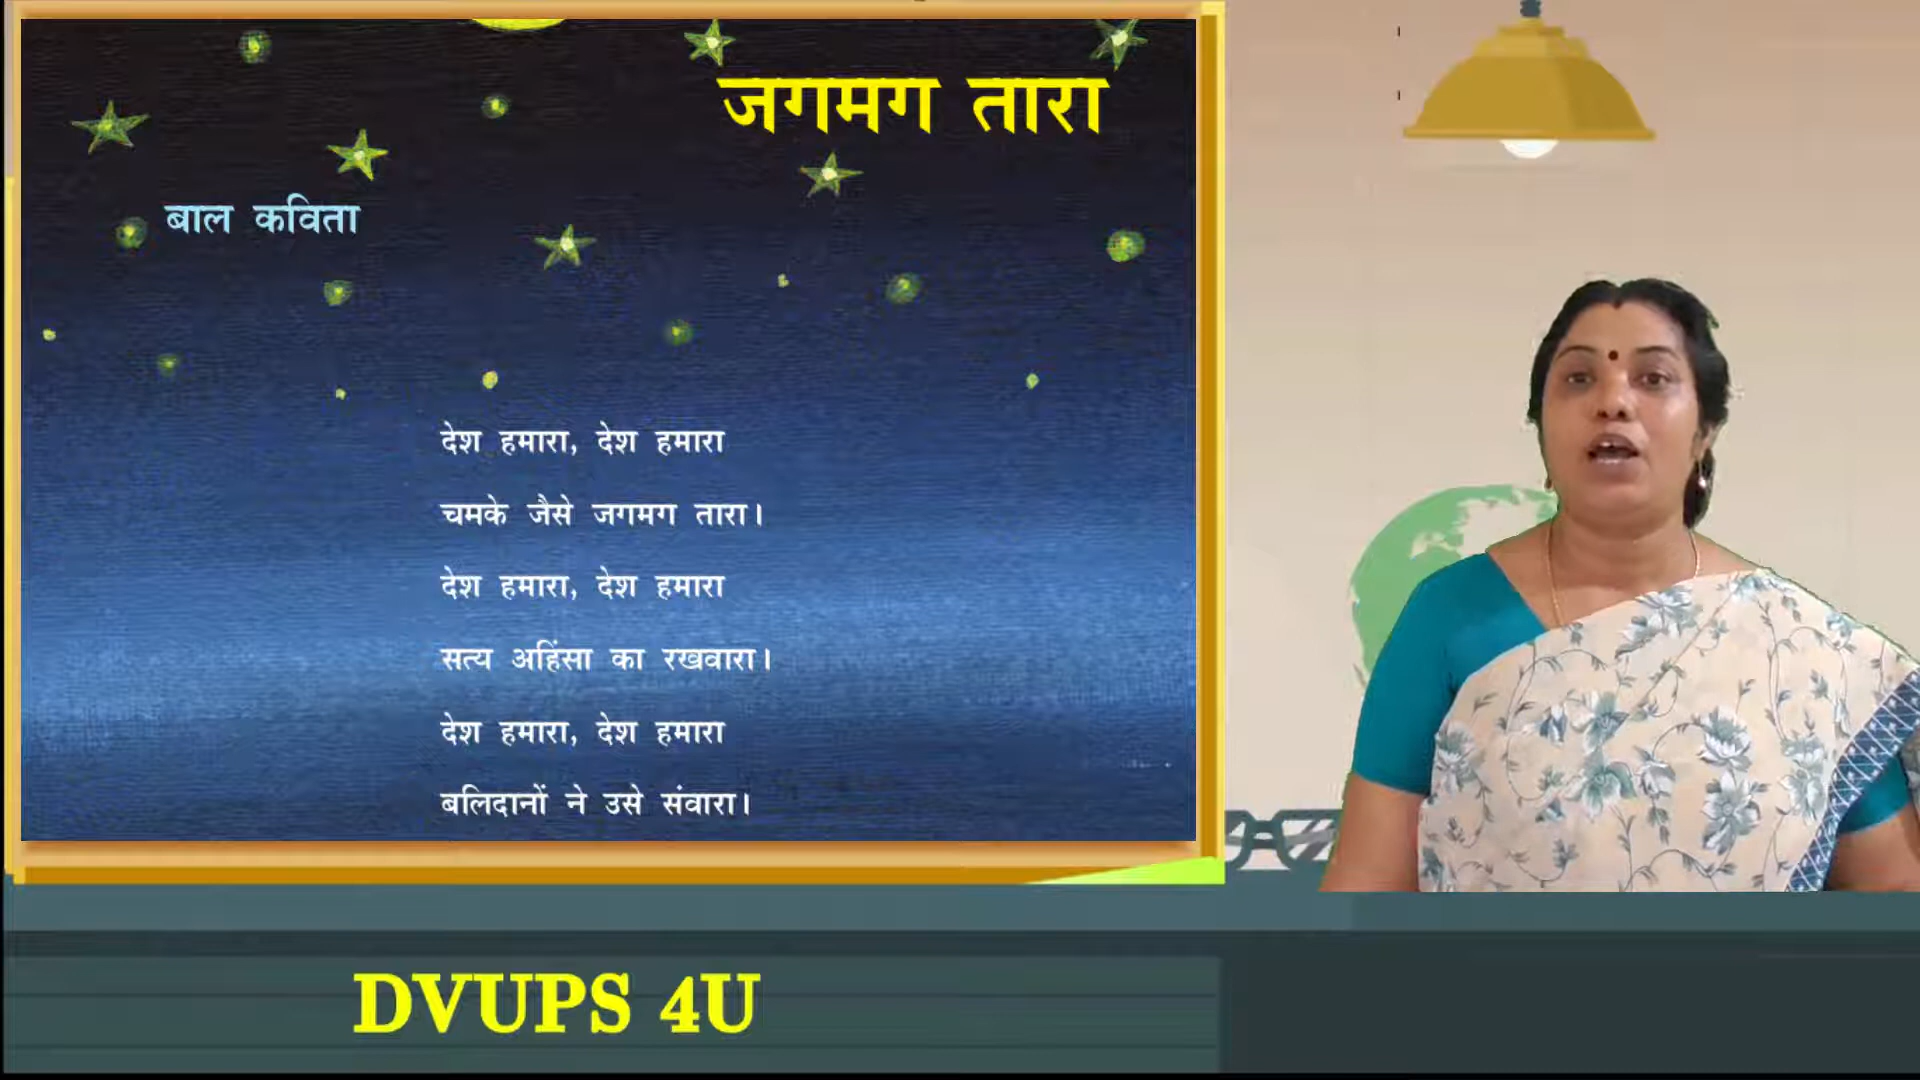 जगमग तारा
बाल कविता
देश हमारा, देश हमारा
चमके जैसे जगमग तारा।
देश हमारा, देश हमारा
सत्य अहिंसा का रखवारा।
देश हमारा, देश हमारा
बलिदानों ने उसे संवारा।
DVUPS 4U